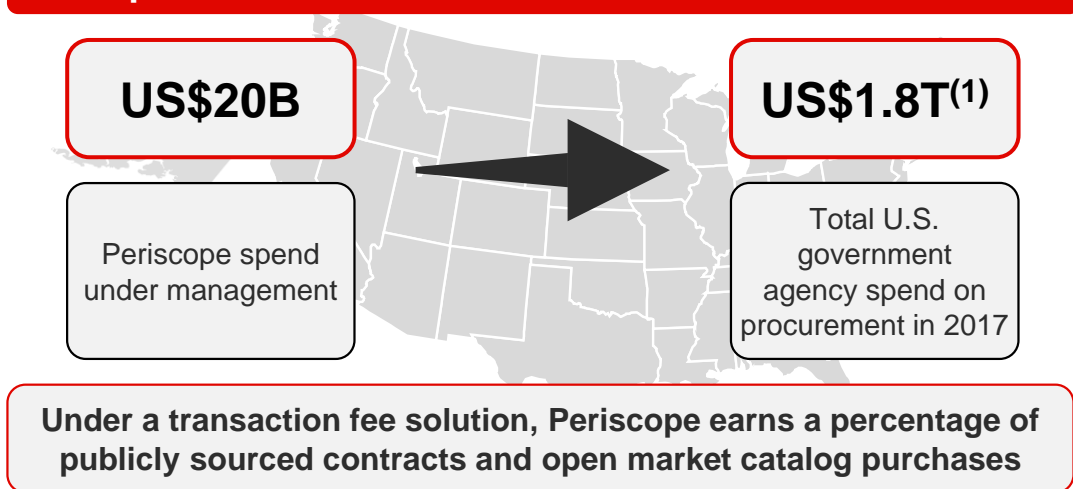 US$20B
US$1.8T(1)
Periscope spend
under management
Total U.S.
government
agency spend on
procurement in 2017
Under a transaction fee solution, Periscope earns a percentage of
publicly sourced contracts and open market catalog purchases